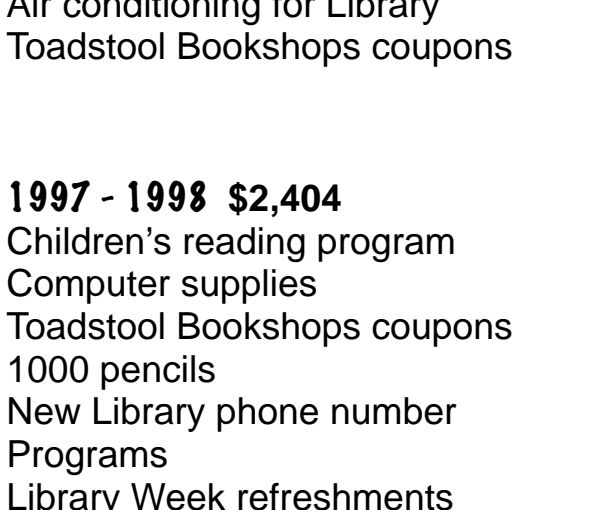 Air conditioning for Library
Toadstool Bookshops coupons
1997 - 1998 $2,404
Children's reading program
Computer supplies
Toadstool Bookshops coupons
1000 pencils
New Library phone number
Programs
Library Week refreshments